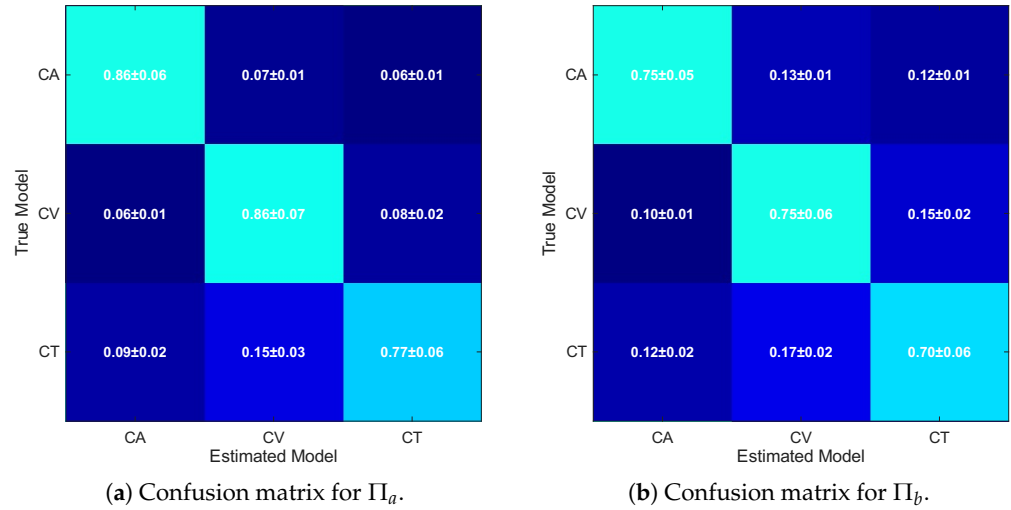 CA 0.86±0.06 0.07±0.01 0.06±0.01
CV 0.06±0.01 0.86±0.07 0.08±0.02
CT 0.09±0.02 0.15±0.03 0.77±0.06
True Model
CA CV CT
Estimated Model
(a) Confusion matrix for Πa.
CA 0.75±0.05 0.13±0.01 0.12±0.01
CV 0.10±0.01 0.75±0.06 0.15±0.02
CT 0.12±0.02 0.17±0.02 0.70±0.06
True Model
CA CV CT
Estimated Model
(b) Confusion matrix for Πb.